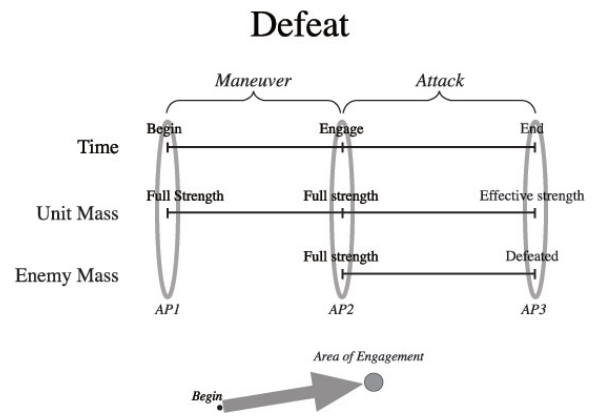 Defeat
Maneuver Attack
Begin Engage End
Time
Full Strength Full strength Effective strength
Unit Mass
Full strength Defeated
Enemy Mass
AP1 AP2 AP3
Area of Engagement
Begin